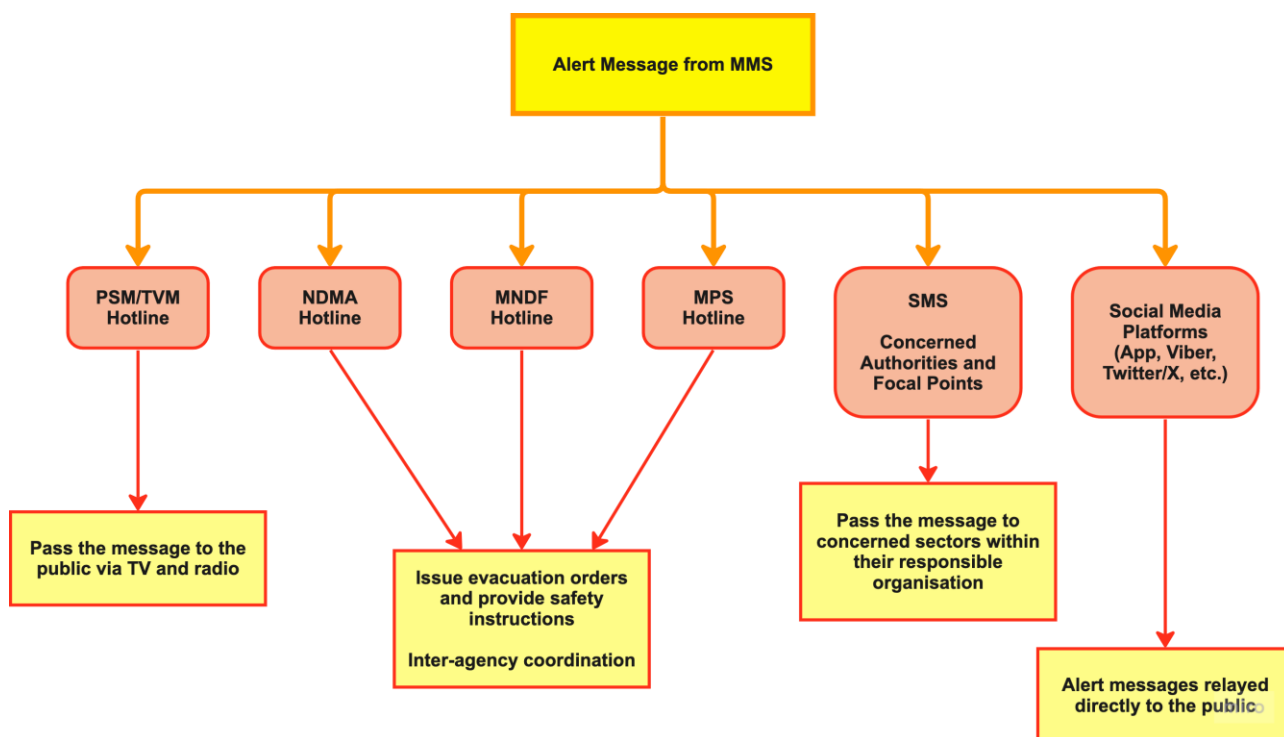 Alert Message from MMS
PSM/TVM
Hotline
NDMA
Hotline
MNDF
Hotline
MPS
Hotline
SMS
Concerned
Authorities and
Focal Points
Social Media
Platforms
(App, Viber,
Twitter/X, etc.)
Pass the message to the
public via TV and radio
Issue evacuation orders
and provide safety
instructions
Inter-agency coordination
Pass the message to
concerned sectors within
their responsible
organisation
Alert messages relayed
directly to the public